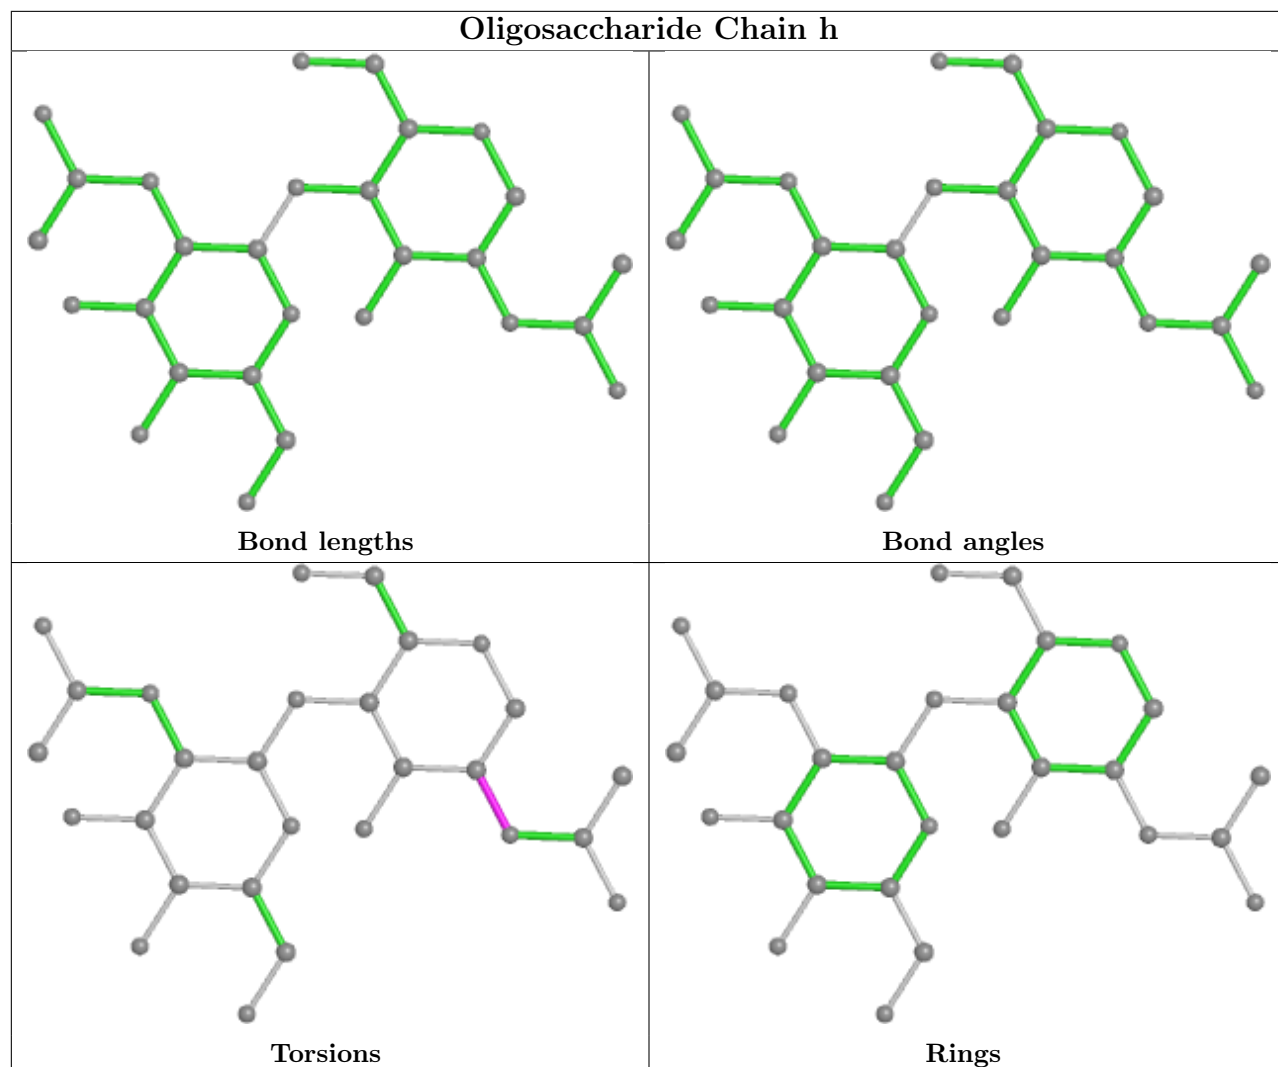 Oligosaccharide Chain h
Bond lengths
Bond angles
Torsions
Rings